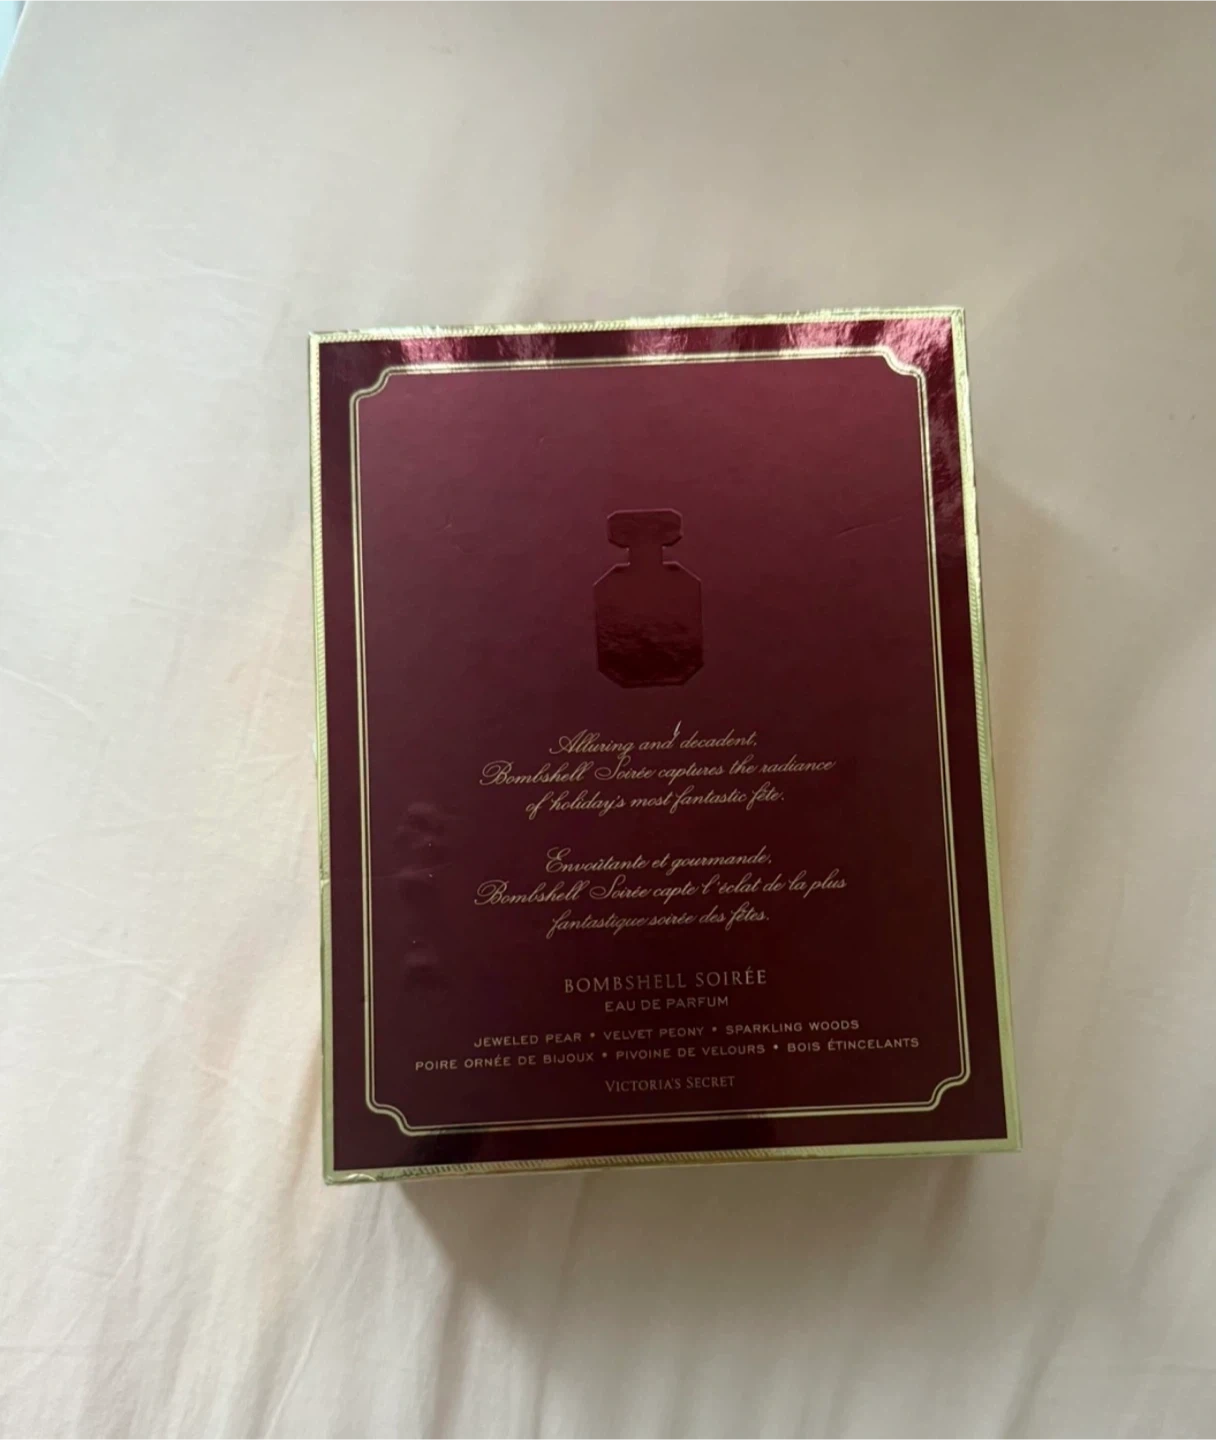 Alluring and decadent,
Bombshell Soirée captures the radiance
of holiday's most fantastic fête.
Envoûtante et gourmande,
Bombshell Soirée capte l'éclat de la plus
fantastique soirée des fêtes.
BOMBSHELL SOIRÉE
EAU DE PARFUM
JEWELED PEAR • VELVET PEONY • SPARKLING WOODS
POIRE ORNÉE DE BIJOUX • PIVOINE DE VELOURS • BOIS ÉTINCELANTS
VICTORIA'S SECRET